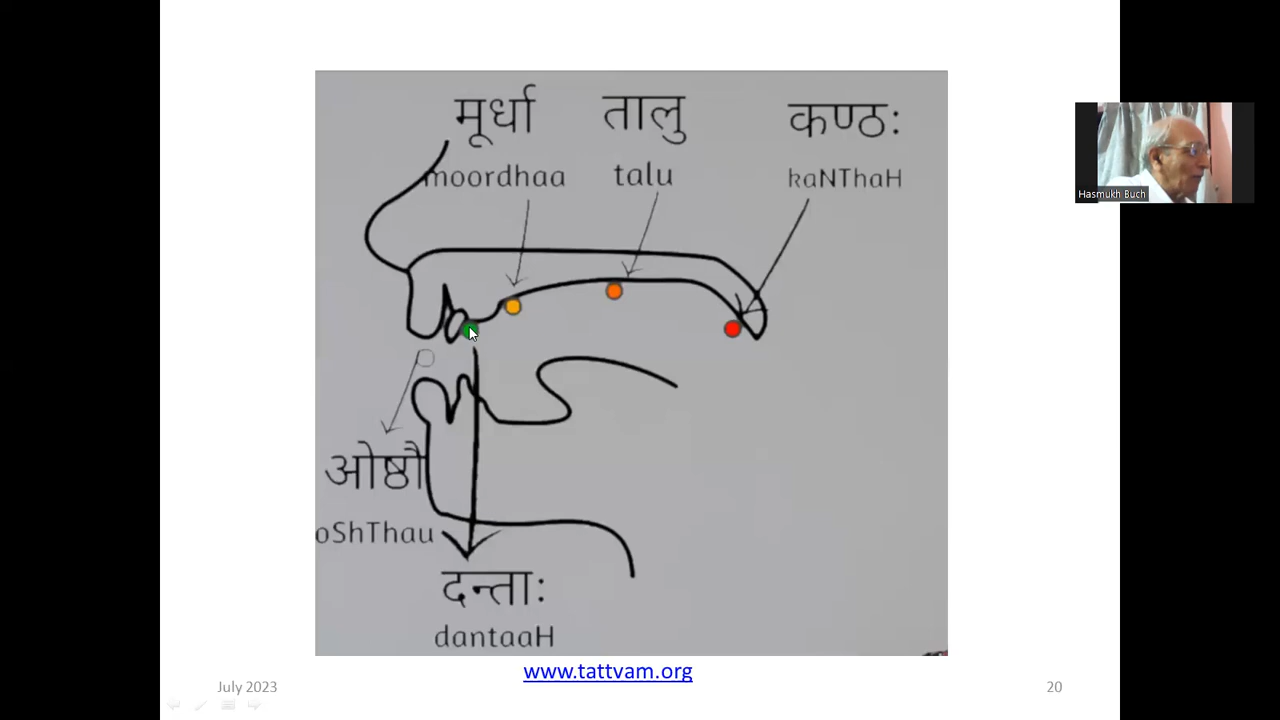 मूर्धा तालु कण्ठः
moordhaa talu kaNThaH
Hasmukh Buch
ओष्ठौ
oShThau
दन्ताः
dantaaH
www.tattvam.org
July 2023 20